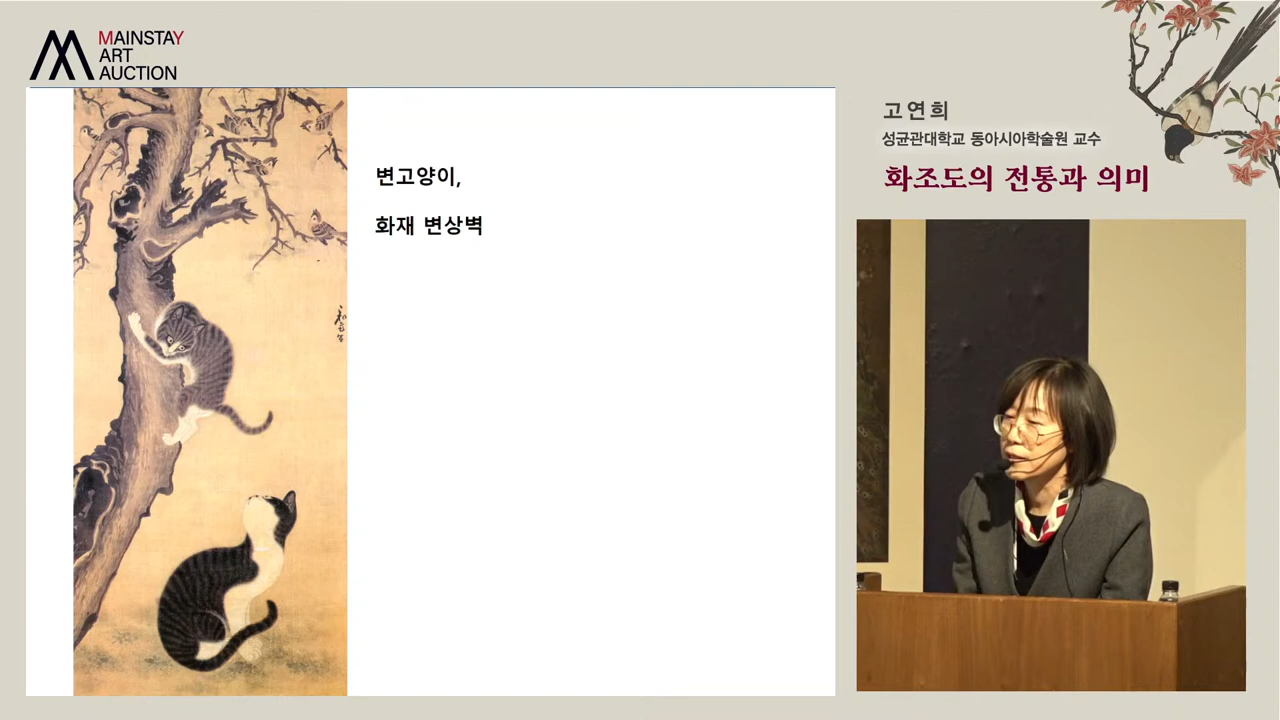 MAINSTAY
ART
AUCTION
변고양이,
화재 변상벽
고연희
성균관대학교 동아시아학술원 교수
화조도의 전통과 의미